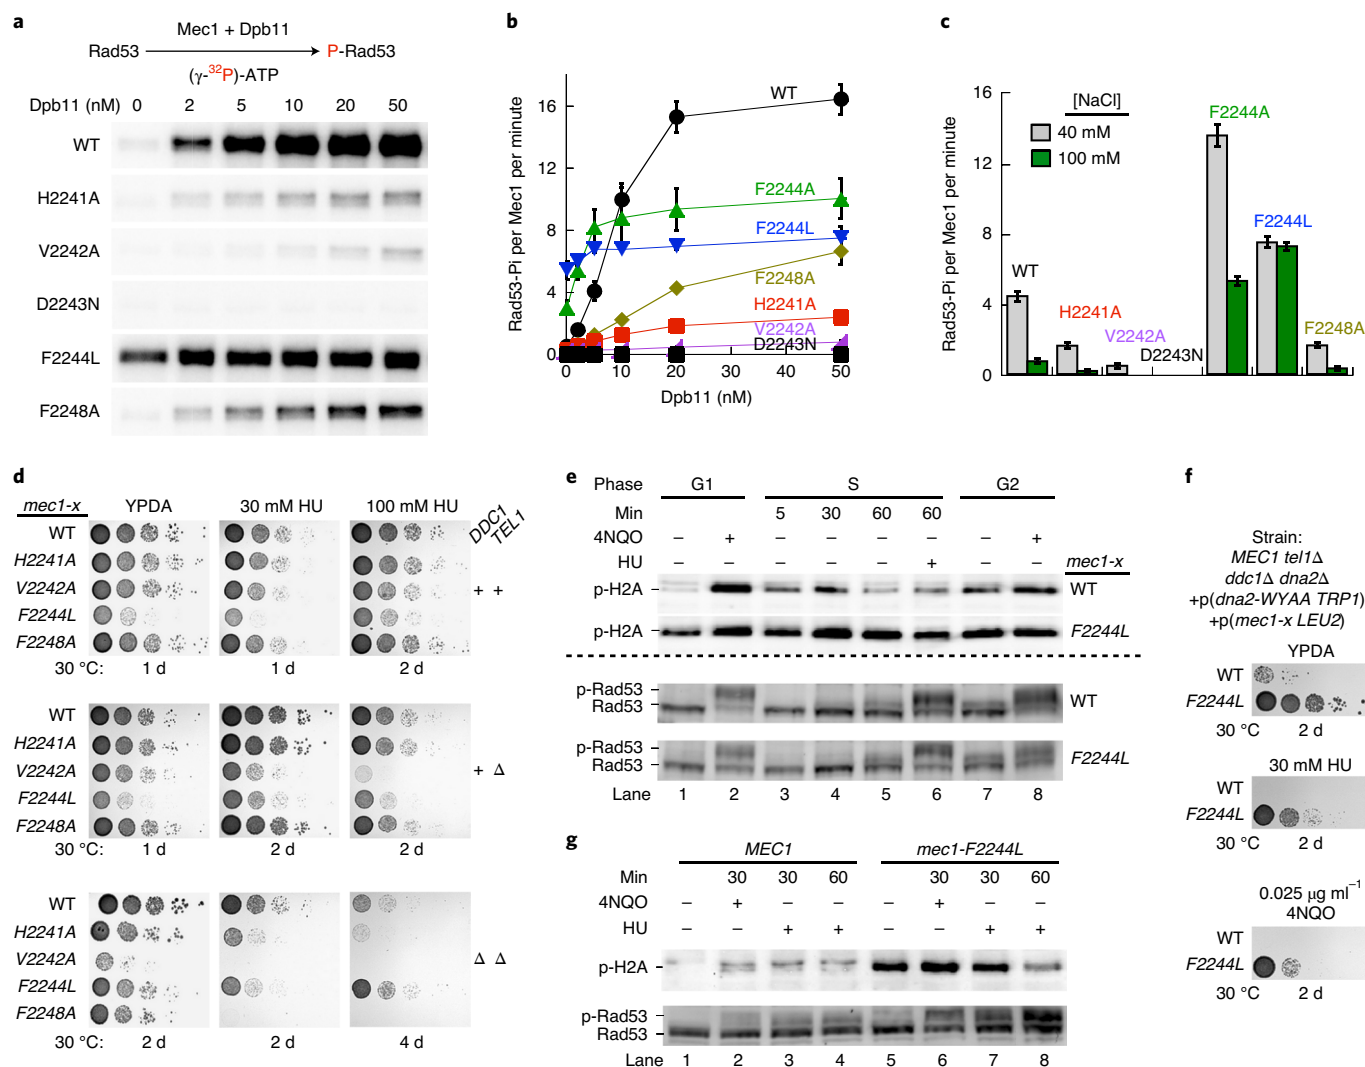 a
Mec1 + Dpb11
Rad53 P-Rad53
(γ-³²P)-ATP
Dpb11 (nM) 0 2 5 10 20 50
WT
H2241A
V2242A
D2243N
F2244L
F2248A
b
Rad53-Pi per Mec1 per minute
16
12
8
4
0
WT
F2244A
F2244L
F2248A
H2241A
V2242A
D2243N
0 10 20 30 40 50
Dpb11 (nM)
c
Rad53-Pi per Mec1 per minute
16
12
8
4
0
[NaCl]
40 mM
100 mM
WT
H2241A
V2242A
D2243N
F2244A
F2244L
F2248A
d
mec1-x YPDA 30 mM HU 100 mM HU DDC1 TEL1
WT
H2241A
V2242A + +
F2244L
F2248A
30 °C: 1 d 1 d 2 d
WT
H2241A
V2242A + Δ
F2244L
F2248A
30 °C: 1 d 2 d 2 d
WT
H2241A
V2242A Δ Δ
F2244L
F2248A
30 °C: 2 d 2 d 4 d
e
Phase G1 S G2
Min 5 30 60 60
4NQO – + – – – – – +
HU – – – – – + – – mec1-x
p-H2A WT
p-H2A F2244L
p-Rad53
Rad53 WT
p-Rad53
Rad53 F2244L
Lane 1 2 3 4 5 6 7 8
f
Strain:
MEC1 tel1Δ
ddc1Δ dna2Δ
+p(dna2-WYAA TRP1)
+p(mec1-x LEU2)
YPDA
WT
F2244L
30 °C 2 d
30 mM HU
WT
F2244L
30 °C 2 d
0.025 μg ml⁻¹
4NQO
WT
F2244L
30 °C 2 d
g
MEC1 mec1-F2244L
Min 30 30 60 30 30 60
4NQO – + – – – + – –
HU – – + + – – + +
p-H2A
p-Rad53
Rad53
Lane 1 2 3 4 5 6 7 8